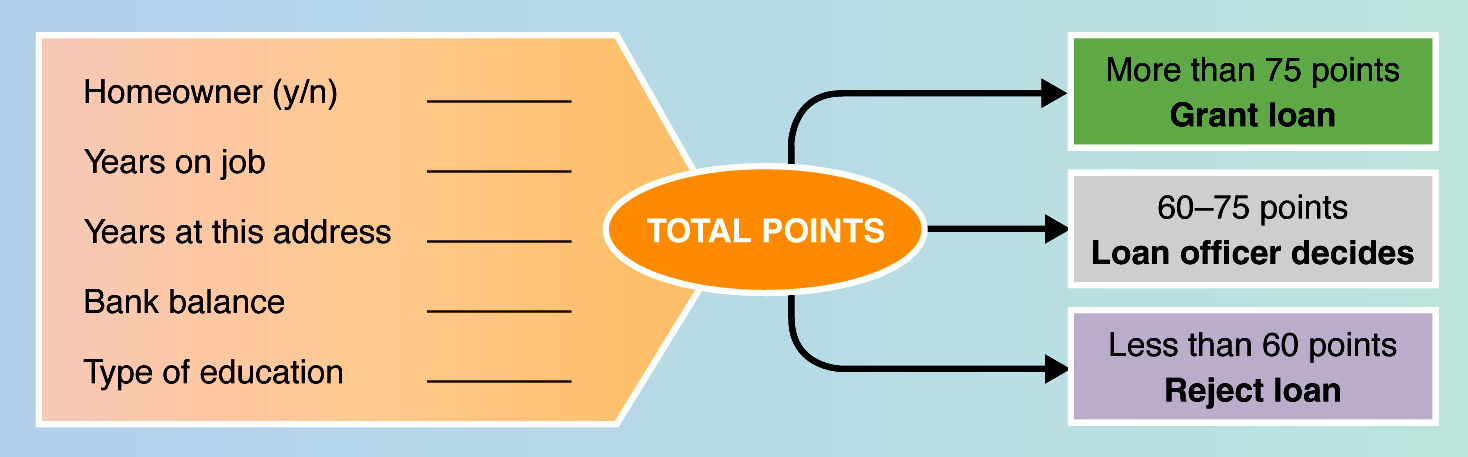 Homeowner (y/n)
Years on job
Years at this address
Bank balance
Type of education
TOTAL POINTS
More than 75 points
Grant loan
60–75 points
Loan officer decides
Less than 60 points
Reject loan